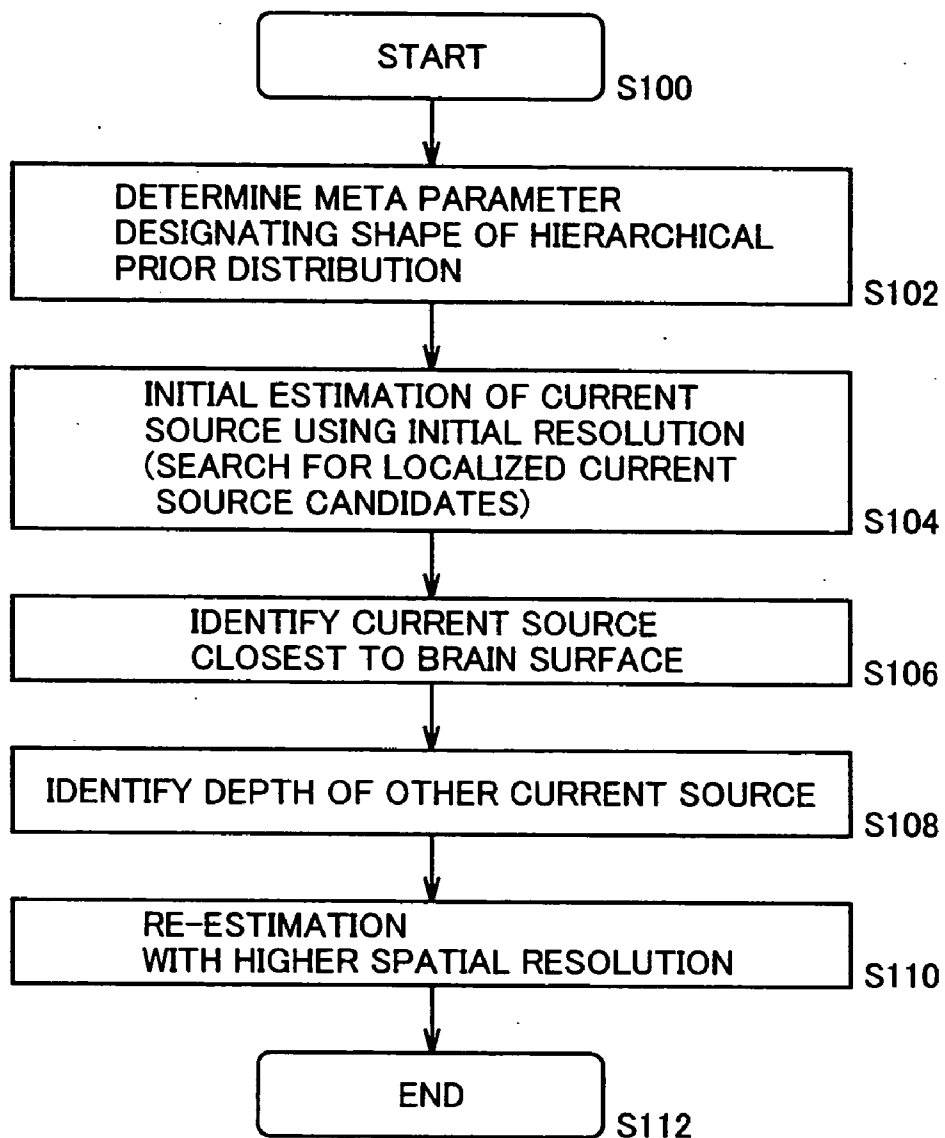 START
S100
DETERMINE META PARAMETER
DESIGNATING SHAPE OF HIERARCHICAL
PRIOR DISTRIBUTION
S102
INITIAL ESTIMATION OF CURRENT
SOURCE USING INITIAL RESOLUTION
(SEARCH FOR LOCALIZED CURRENT
SOURCE CANDIDATES)
S104
IDENTIFY CURRENT SOURCE
CLOSEST TO BRAIN SURFACE
S106
IDENTIFY DEPTH OF OTHER CURRENT SOURCE
S108
RE-ESTIMATION
WITH HIGHER SPATIAL RESOLUTION
S110
END
S112